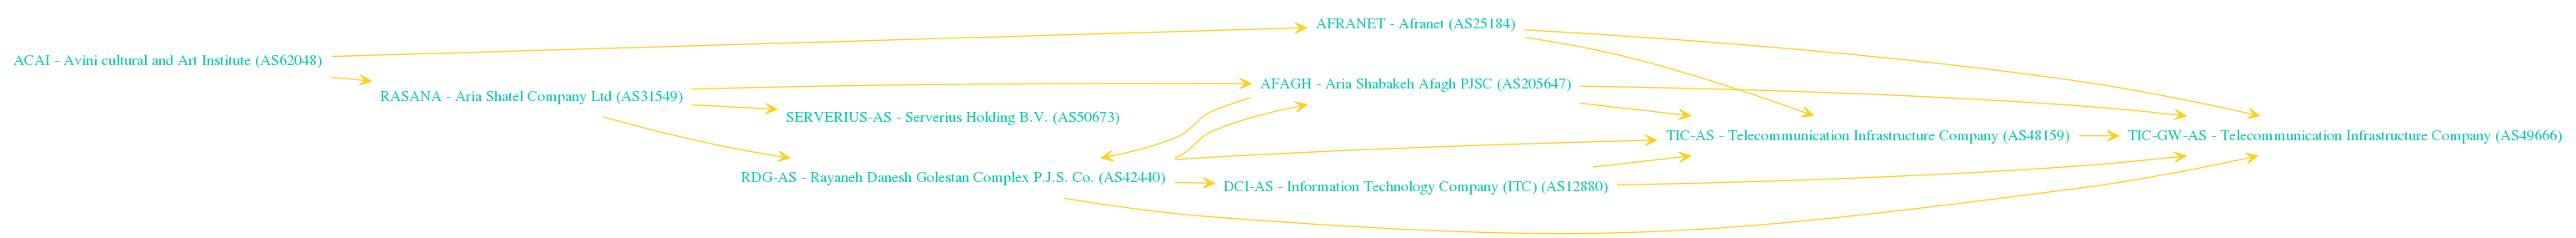 AFRANET - Afranet (AS25184)
ACAI - Avini cultural and Art Institute (AS62048)
AFAGH - Aria Shabakeh Afagh PJSC (AS205647)
RASANA - Aria Shatel Company Ltd (AS31549)
SERVERIUS-AS - Serverius Holding B.V. (AS50673)
TIC-AS - Telecommunication Infrastructure Company (AS48159)
TIC-GW-AS - Telecommunication Infrastructure Company (AS49666)
RDG-AS - Rayaneh Danesh Golestan Complex P.J.S. Co. (AS42440)
DCI-AS - Information Technology Company (ITC) (AS12880)